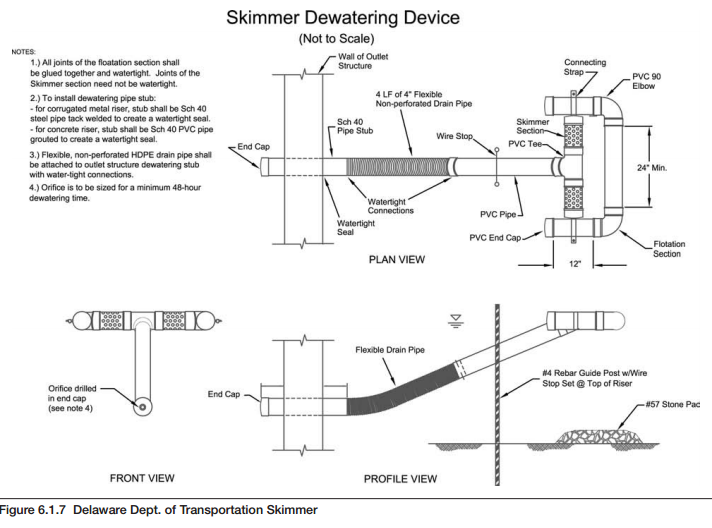 Skimmer Dewatering Device
(Not to Scale)
NOTES:
1.) All joints of the floatation section shall
be glued together and watertight. Joints of the
Skimmer section need not be watertight.
2.) To install dewatering pipe stub:
- for corrugated metal riser, stub shall be Sch 40
steel pipe tack welded to create a watertight seal.
- for concrete riser, stub shall be Sch 40 PVC pipe
grouted to create a watertight seal.
3.) Flexible, non-perforated HDPE drain pipe shall
be attached to outlet structure dewatering stub
with water-tight connections.
4.) Orifice is to be sized for a minimum 48-hour
dewatering time.
Wall of Outlet
Structure
4 LF of 4" Flexible
Non-perforated Drain Pipe
Sch 40
Pipe Stub
End Cap
Wire Stop
Connecting
Strap
PVC 90
Elbow
Skimmer
Section
PVC Tee
24" Min.
Watertight
Connections
Watertight
Seal
PVC Pipe
PVC End Cap
Flotation
Section
12"
PLAN VIEW
Orifice drilled
in end cap
(see note 4)
FRONT VIEW
End Cap
Flexible Drain Pipe
#4 Rebar Guide Post w/Wire
Stop Set @ Top of Riser
#57 Stone Pac
PROFILE VIEW
Figure 6.1.7 Delaware Dept. of Transportation Skimmer